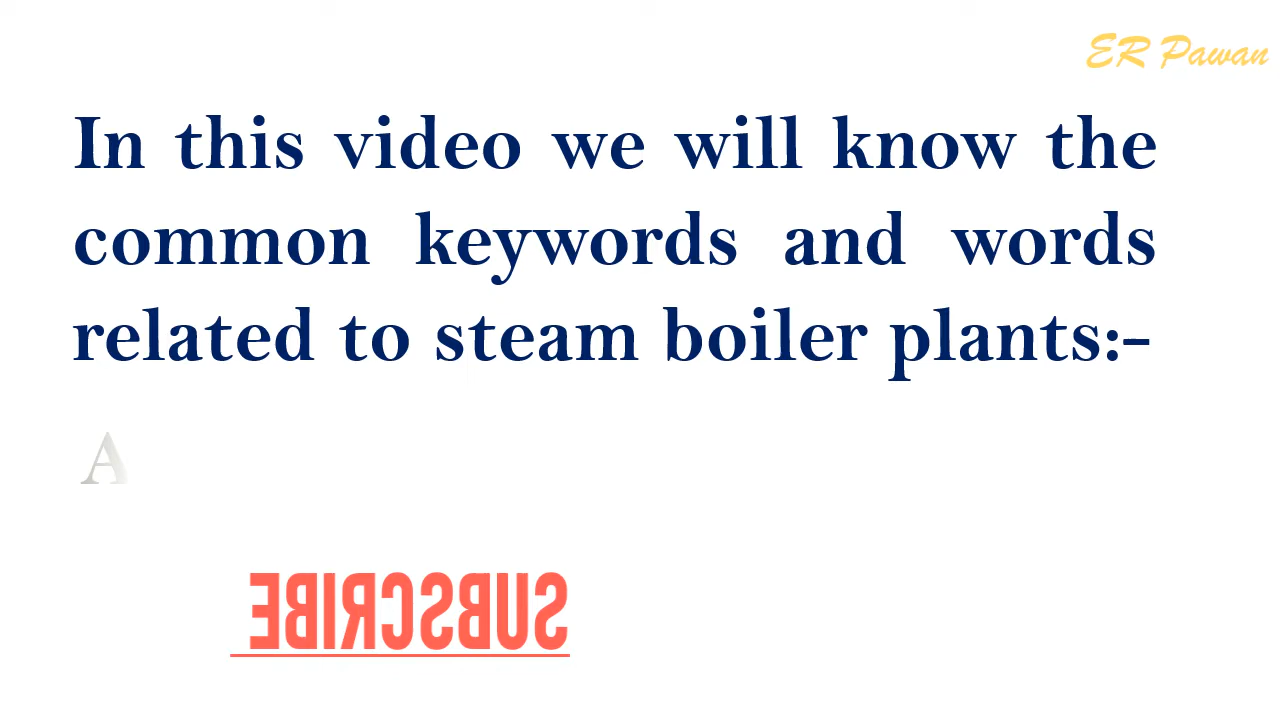 ER Pawan
In this video we will know the
common keywords and words
related to steam boiler plants:-
A
SUBSCRIBE